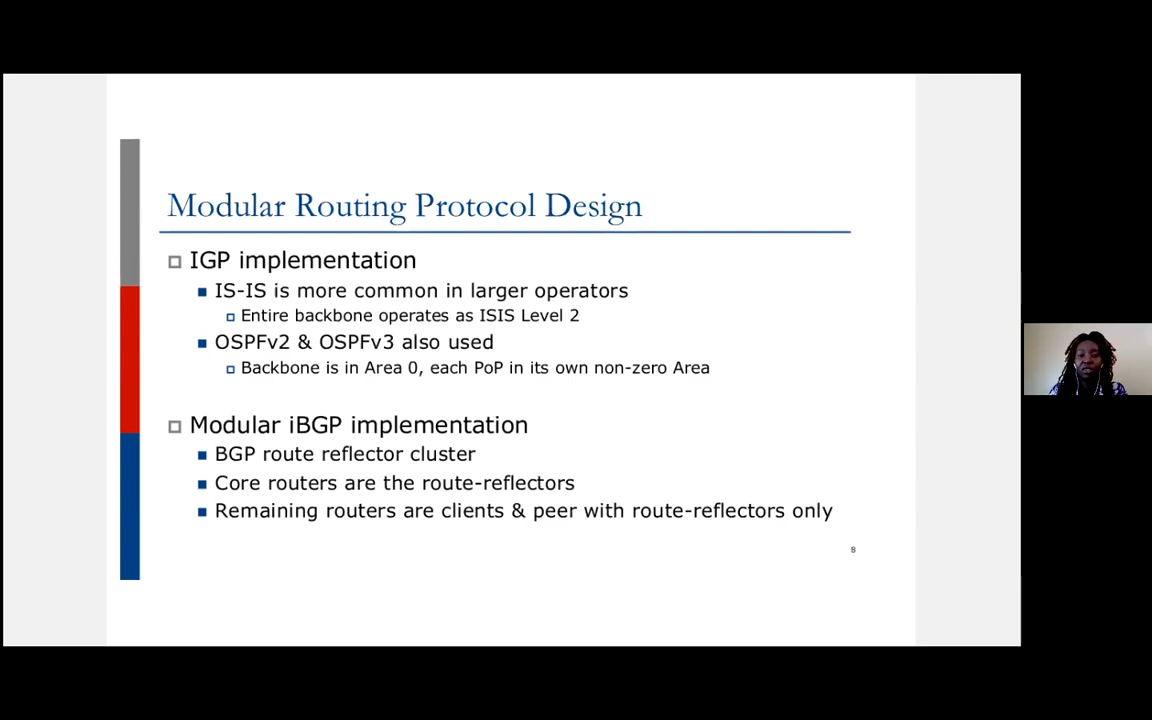 Modular Routing Protocol Design
IGP implementation
IS-IS is more common in larger operators
Entire backbone operates as ISIS Level 2
OSPFv2 & OSPFv3 also used
Backbone is in Area 0, each PoP in its own non-zero Area
Modular iBGP implementation
BGP route reflector cluster
Core routers are the route-reflectors
Remaining routers are clients & peer with route-reflectors only
8